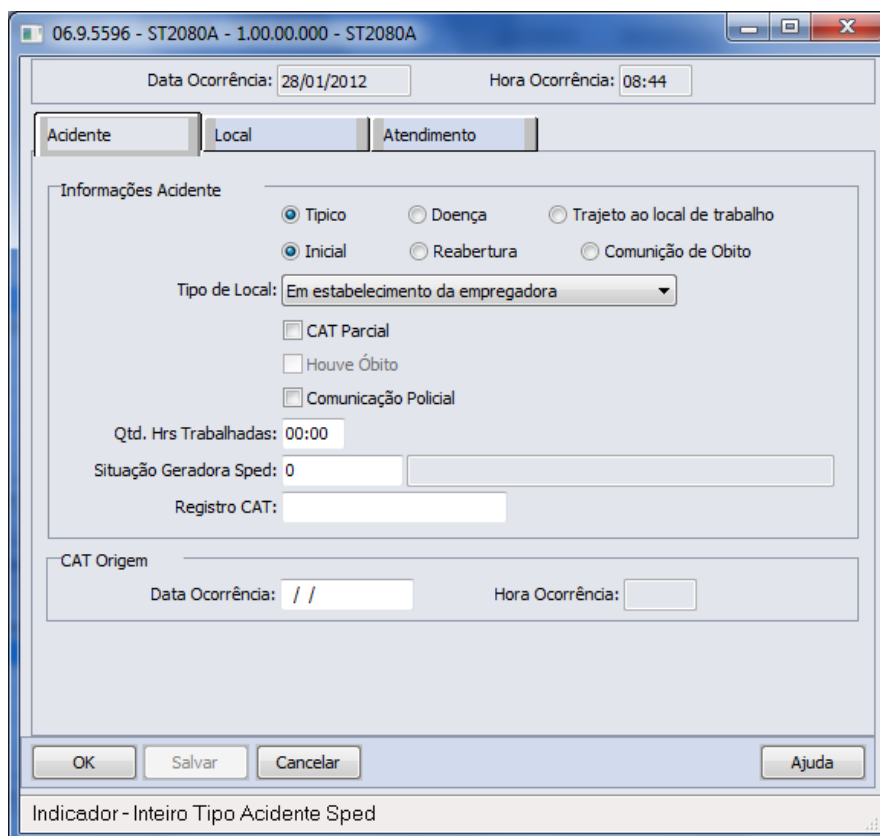 06.9.5596 - ST2080A - 1.00.00.000 - ST2080A
Data Ocorrência: 28/01/2012 Hora Ocorrência: 08:44
Acidente Local Atendimento
Informações Acidente
Tipico Doença Trajeto ao local de trabalho
Inicial Reabertura Comunição de Obito
Tipo de Local: Em estabelecimento da empregadora
CAT Parcial
Houve Óbito
Comunicação Policial
Qtd. Hrs Trabalhadas: 00:00
Situação Geradora Sped: 0
Registro CAT:
CAT Origem
Data Ocorrência: / / Hora Ocorrência:
OK Salvar Cancelar Ajuda
Indicador - Inteiro Tipo Acidente Sped